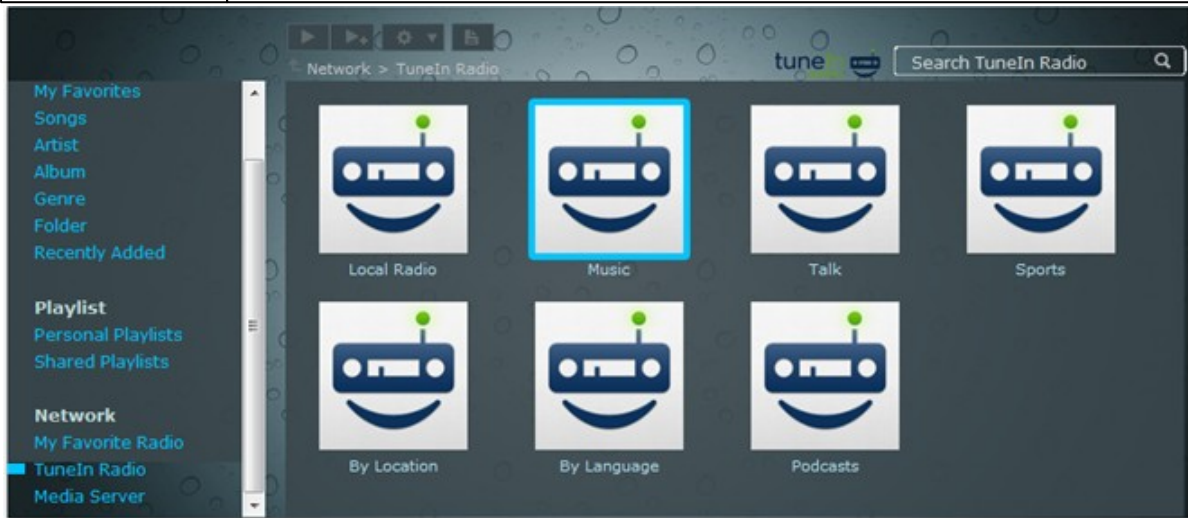 Network > TuneIn Radio
tune
Search TuneIn Radio
My Favorites
Songs
Artist
Album
Genre
Folder
Recently Added
Playlist
Personal Playlists
Shared Playlists
Network
My Favorite Radio
TuneIn Radio
Media Server
Local Radio
Music
Talk
Sports
By Location
By Language
Podcasts